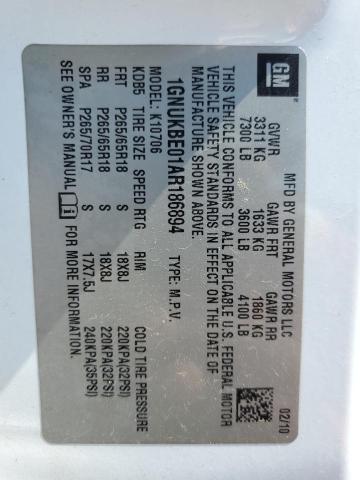 GM
MFD BY GENERAL MOTORS LLC 02/10
GVWR GAWR FRT GAWR RR
3311 KG 1633 KG 1860 KG
7300 LB 3600 LB 4100 LB
THIS VEHICLE CONFORMS TO ALL APPLICABLE U.S. FEDERAL MOTOR
VEHICLE SAFETY STANDARDS IN EFFECT ON THE DATE OF
MANUFACTURE SHOWN ABOVE.
1GNUKBE01AR186894 TYPE: M.P.V.
MODEL: K10706
KDB5 TIRE SIZE SPEED RTG RIM COLD TIRE PRESSURE
FRT P265/65R18 S 18X8J 220KPA(32PSI)
RR P265/65R18 S 18X8J 220KPA(32PSI)
SPA P265/70R17 S 17X7.5J 240KPA(35PSI)
SEE OWNER'S MANUAL FOR MORE INFORMATION.